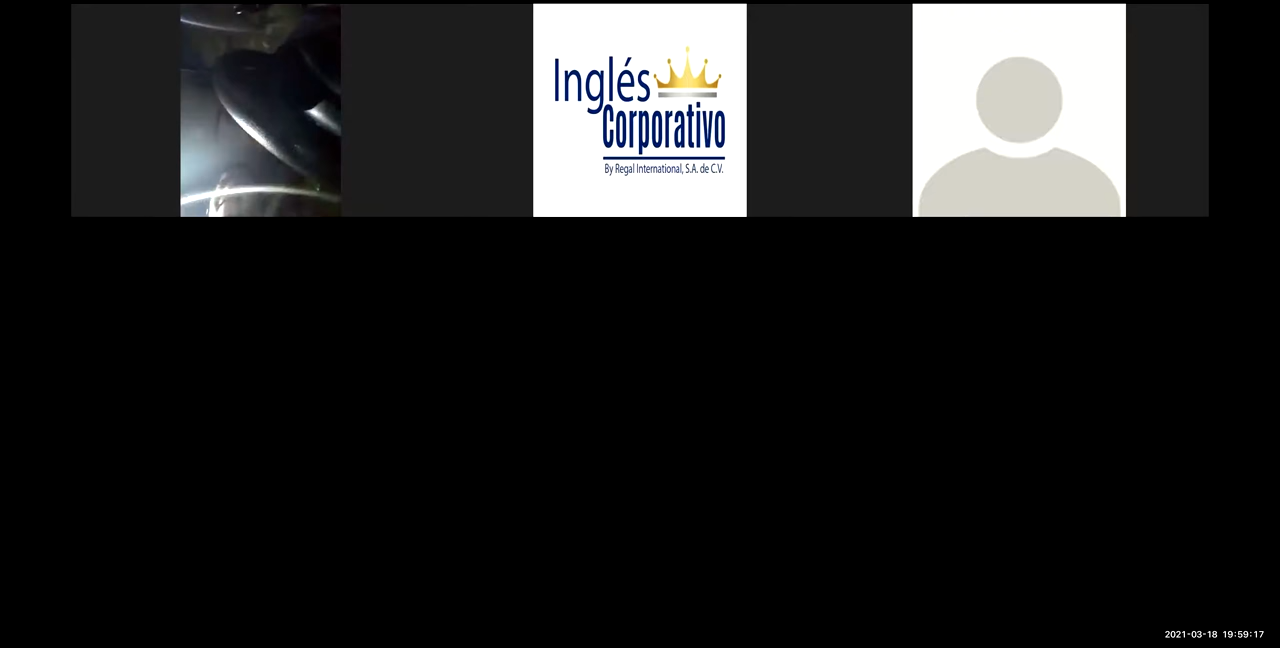 Inglés
Corporativo
By Regal International, S.A. de C.V.
2021-03-18 19:59:17